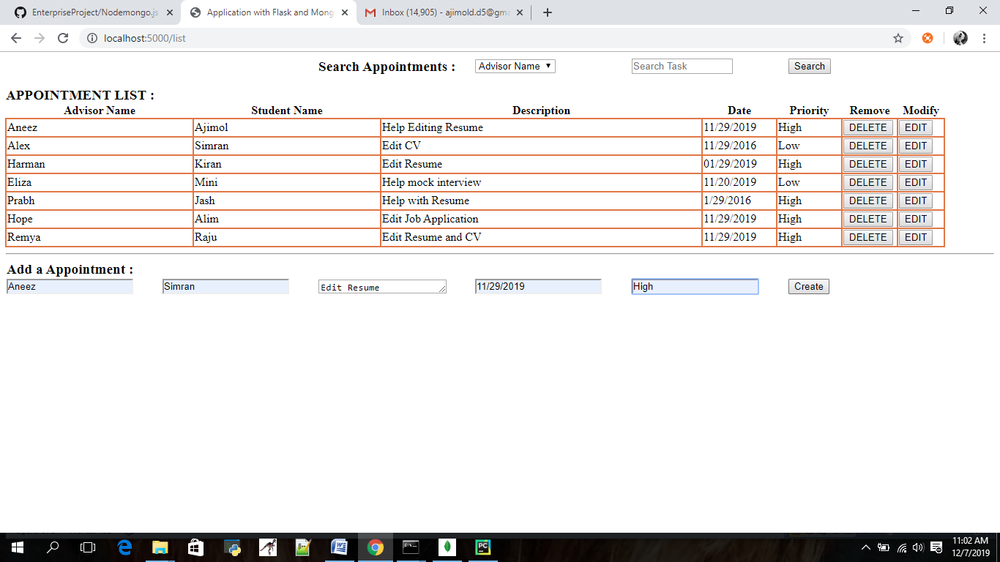 EnterpriseProject/Nodemongo.js
Application with Flask and Mong
Inbox (14,905) - ajimold.d5@gma
localhost:5000/list
Search Appointments : Advisor Name Search Task Search
APPOINTMENT LIST :
Advisor Name Student Name Description Date Priority Remove Modify
Aneez Ajimol Help Editing Resume 11/29/2019 High DELETE EDIT
Alex Simran Edit CV 11/29/2016 Low DELETE EDIT
Harman Kiran Edit Resume 01/29/2019 High DELETE EDIT
Eliza Mini Help mock interview 11/20/2019 Low DELETE EDIT
Prabh Jash Help with Resume 1/29/2016 High DELETE EDIT
Hope Alim Edit Job Application 11/29/2019 High DELETE EDIT
Remya Raju Edit Resume and CV 11/29/2019 High DELETE EDIT
Add a Appointment :
Aneez Simran Edit Resume 11/29/2019 High Create
11:02 AM
12/7/2019